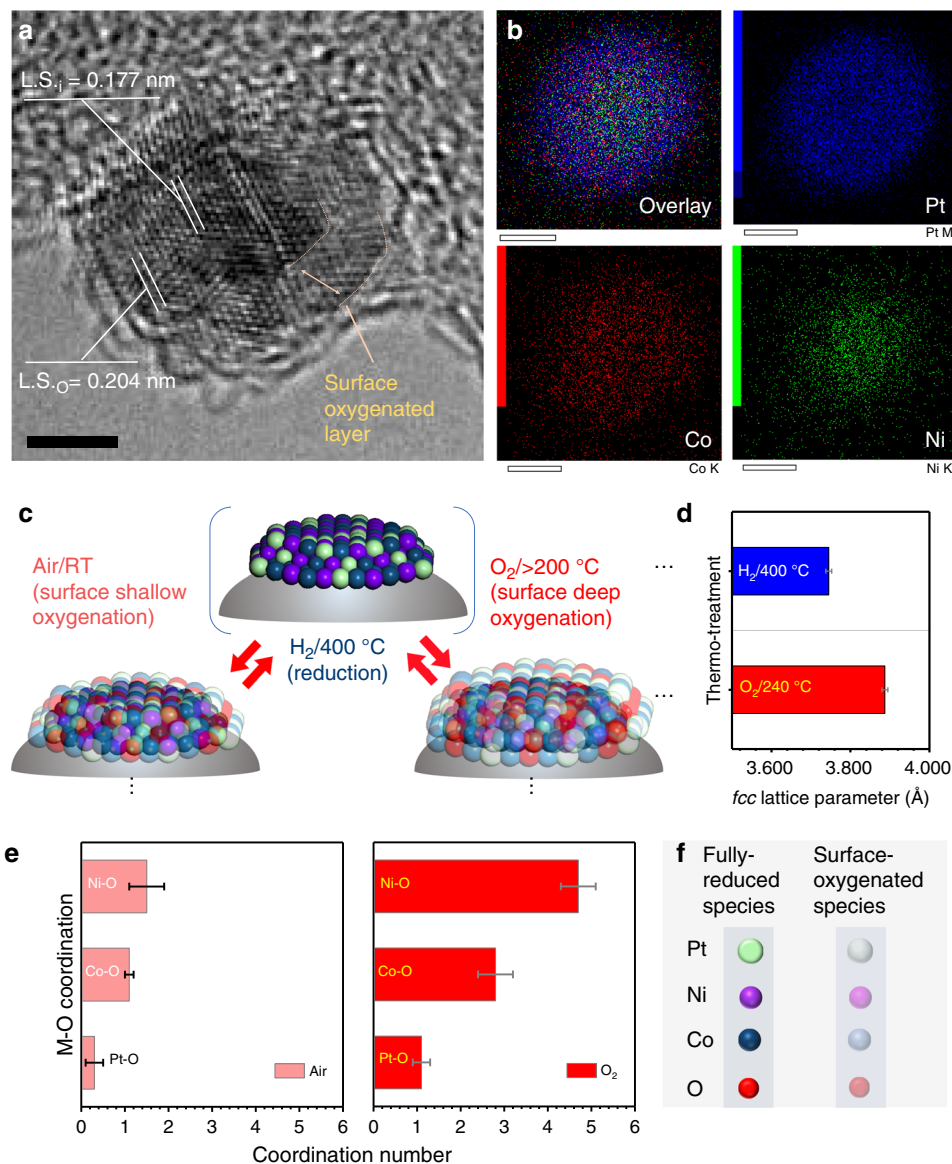 a
L.S.i = 0.177 nm
L.S.O = 0.204 nm
Surface
oxygenated
layer
b
Overlay
Pt
Pt M
Co
Co K
Ni
Ni K
c
Air/RT
(surface shallow
oxygenation)
H2/400 °C
(reduction)
O2/>200 °C
(surface deep
oxygenation)
...
...
⋮
⋮
d
Thermo-treatment
H2/400 °C
O2/240 °C
3.600 3.800 4.000
fcc lattice parameter (Å)
e
M-O coordination
Ni-O
Co-O
Pt-O
Air
0 1 2 3 4 5 6
Ni-O
Co-O
Pt-O
O2
0 1 2 3 4 5 6
Coordination number
f
Fully-
reduced
species
Surface-
oxygenated
species
Pt
Ni
Co
O